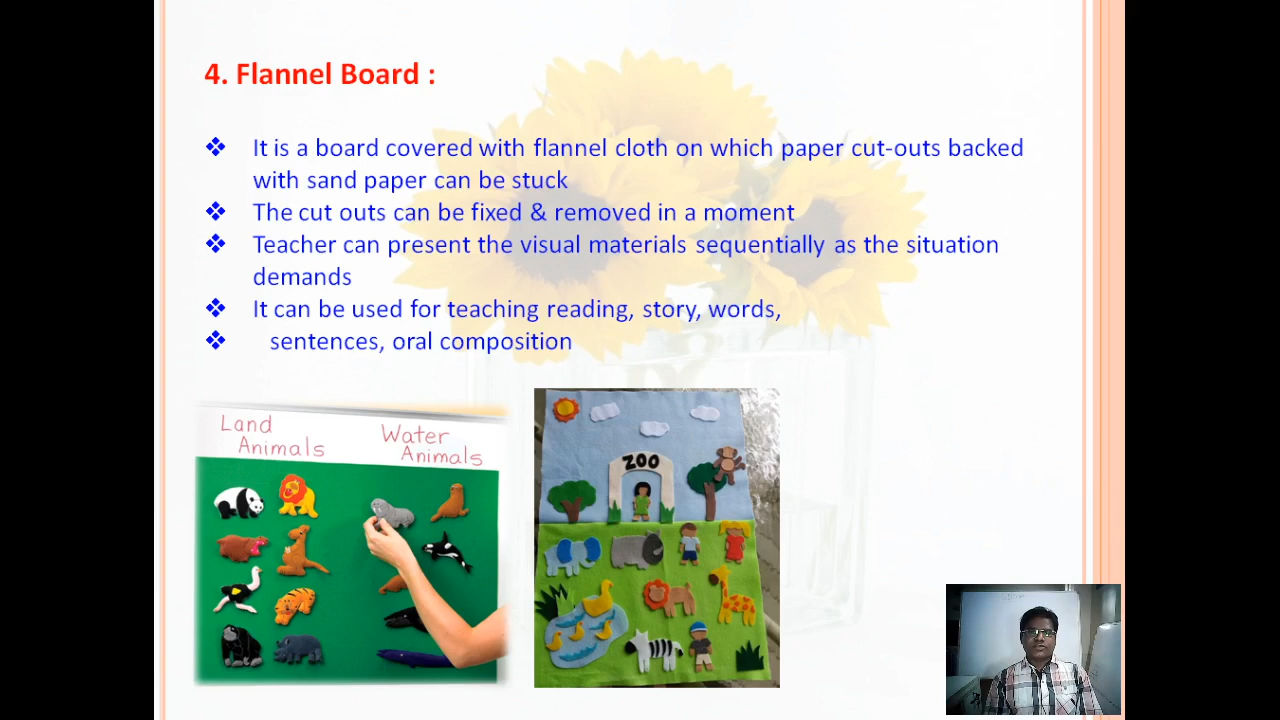 4. Flannel Board :
❖ It is a board covered with flannel cloth on which paper cut-outs backed
with sand paper can be stuck
❖ The cut outs can be fixed & removed in a moment
❖ Teacher can present the visual materials sequentially as the situation
demands
❖ It can be used for teaching reading, story, words,
❖ sentences, oral composition
Land
Animals
Water
Animals
ZOO